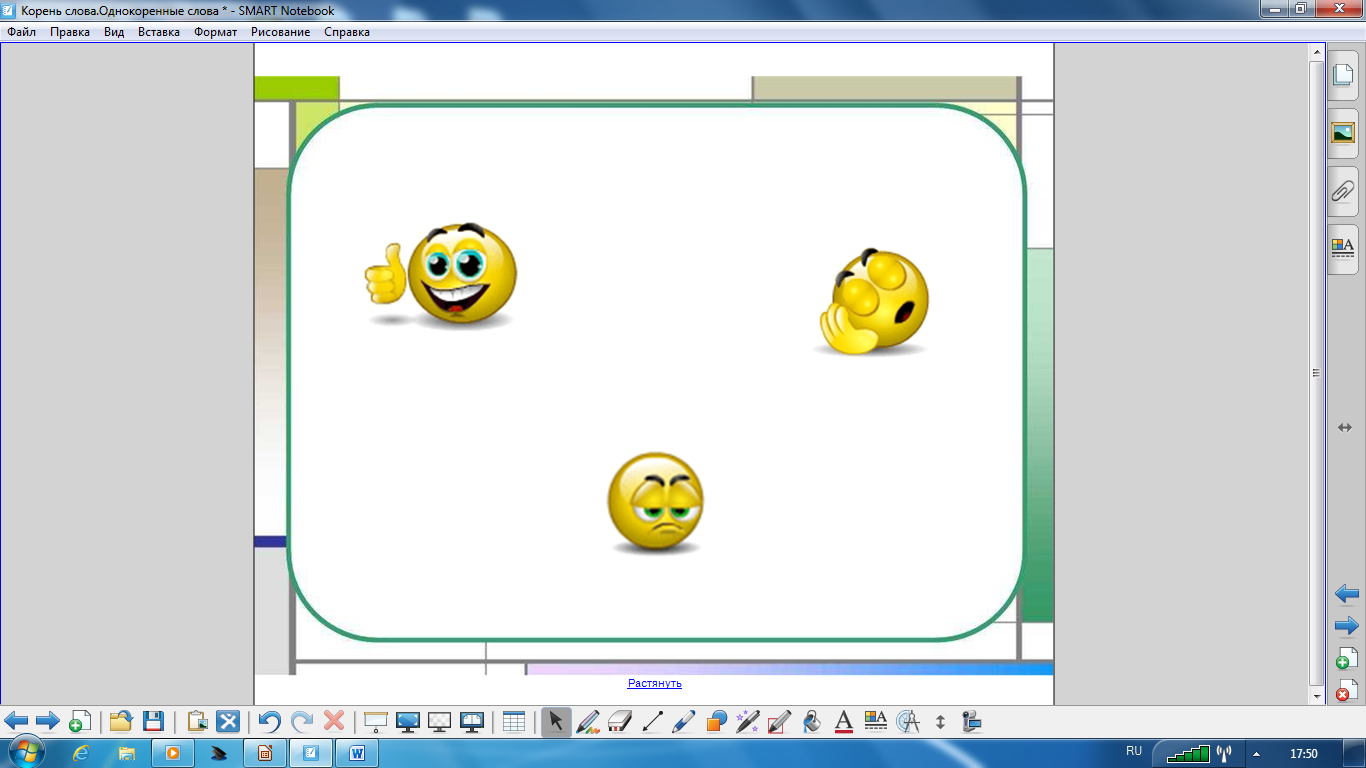 Корень слова.Однокоренные слова * - SMART Notebook
Файл Правка Вид Вставка Формат Рисование Справка
Растянуть
RU
17:50